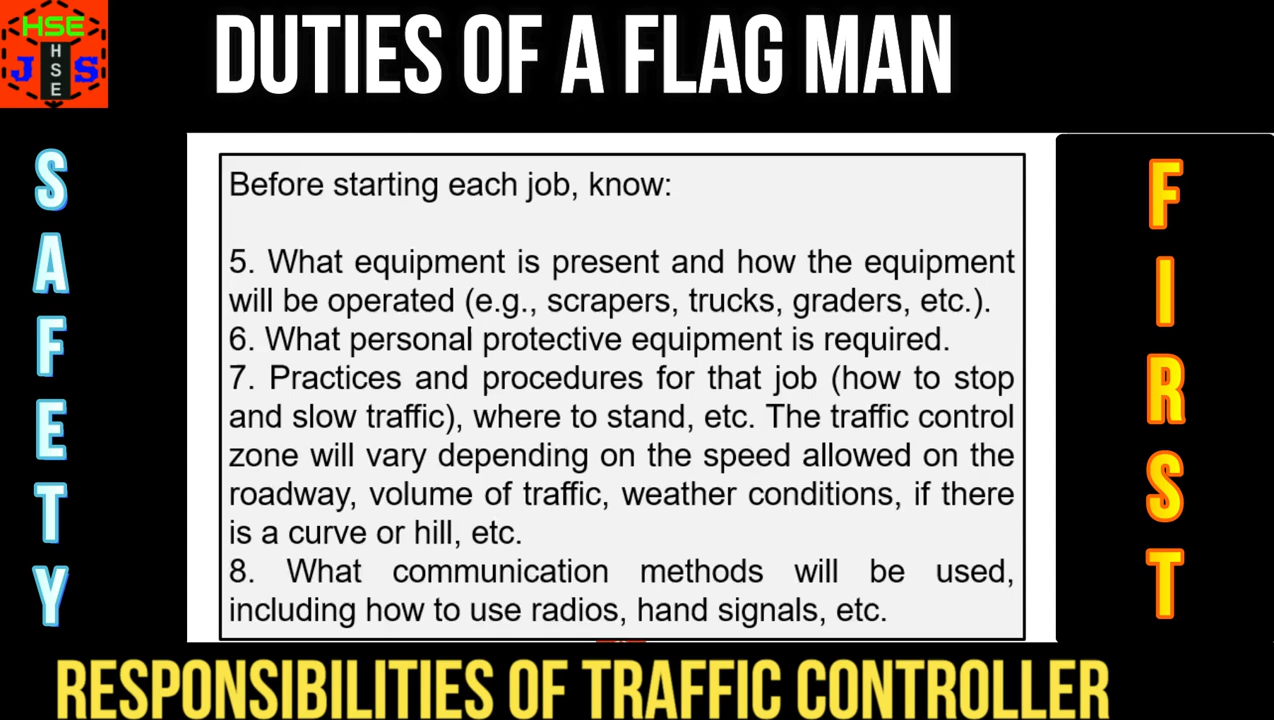 HSE
H
S
E
J S
DUTIES OF A FLAG MAN
SAFETY
Before starting each job, know:
5. What equipment is present and how the equipment
will be operated (e.g., scrapers, trucks, graders, etc.).
6. What personal protective equipment is required.
7. Practices and procedures for that job (how to stop
and slow traffic), where to stand, etc. The traffic control
zone will vary depending on the speed allowed on the
roadway, volume of traffic, weather conditions, if there
is a curve or hill, etc.
8. What communication methods will be used,
including how to use radios, hand signals, etc.
FIRST
RESPONSIBILITIES OF TRAFFIC CONTROLLER